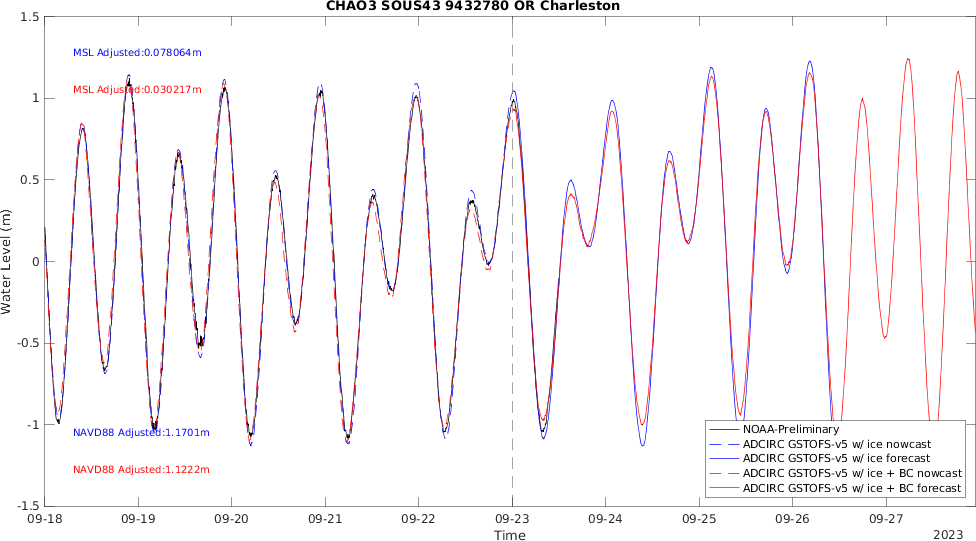 CHAO3 SOUS43 9432780 OR Charleston
1.5
1
0.5
0
-0.5
-1
-1.5
Water Level (m)
MSL Adjusted:0.078064m
MSL Adjusted:0.030217m
NAVD88 Adjusted:1.1701m
NAVD88 Adjusted:1.1222m
NOAA-Preliminary
ADCIRC GSTOFS-v5 w/ ice nowcast
ADCIRC GSTOFS-v5 w/ ice forecast
ADCIRC GSTOFS-v5 w/ ice + BC nowcast
ADCIRC GSTOFS-v5 w/ ice + BC forecast
09-18 09-19 09-20 09-21 09-22 09-23 09-24 09-25 09-26 09-27
Time
2023